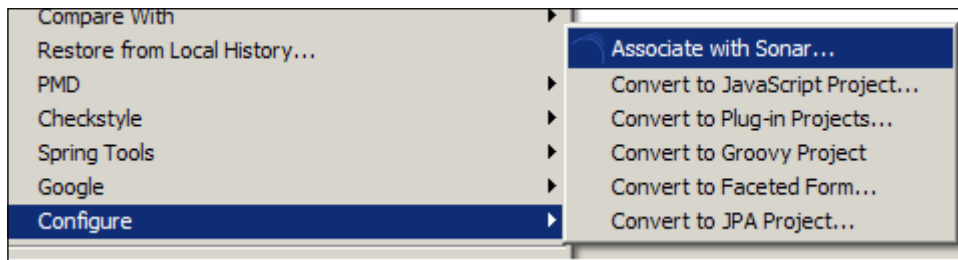 Compare With
Restore from Local History...
PMD
Checkstyle
Spring Tools
Google
Configure
Associate with Sonar...
Convert to JavaScript Project...
Convert to Plug-in Projects...
Convert to Groovy Project
Convert to Faceted Form...
Convert to JPA Project...